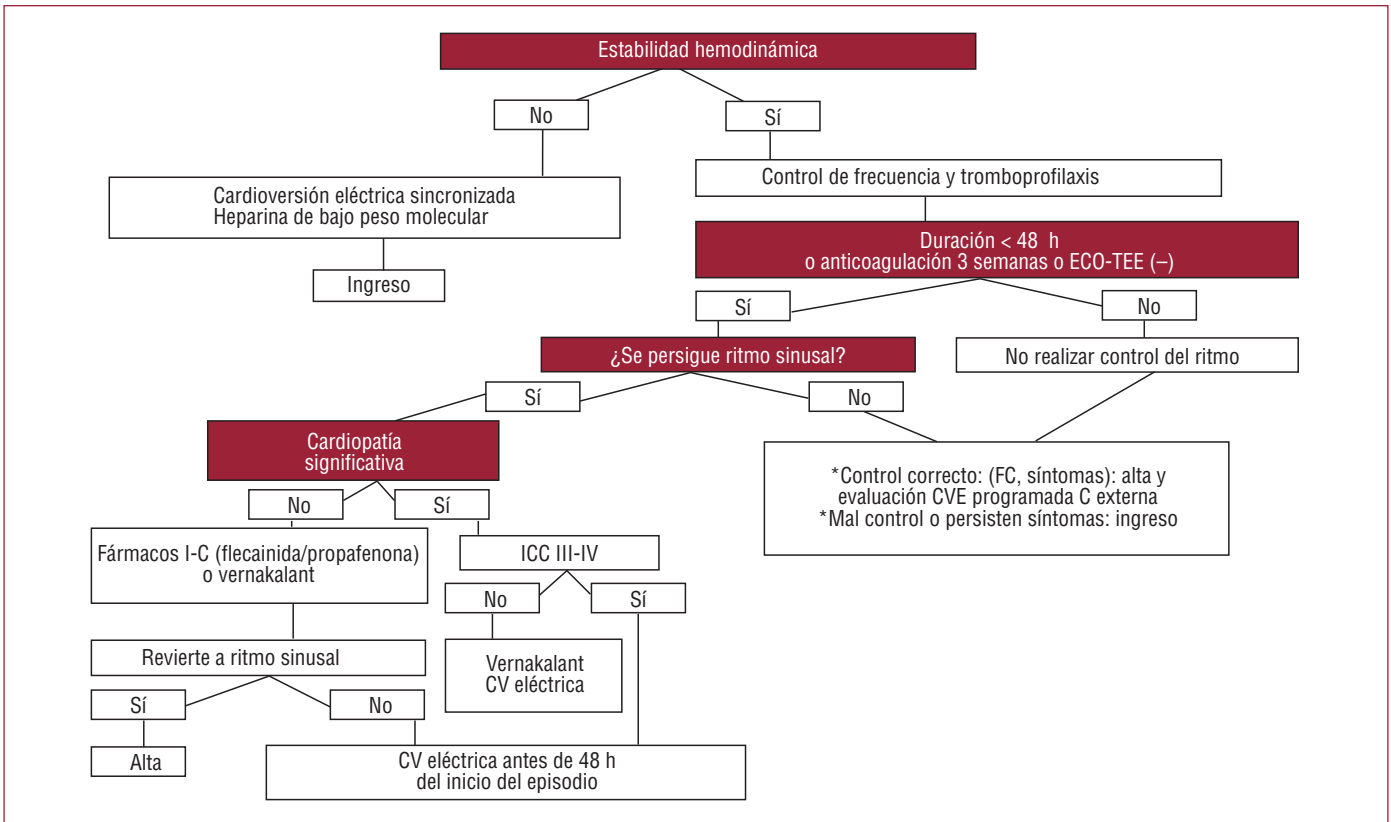 Estabilidad hemodinámica
No
Sí
Cardioversión eléctrica sincronizada
Heparina de bajo peso molecular
Control de frecuencia y tromboprofilaxis
Ingreso
Duración < 48 h
o anticoagulación 3 semanas o ECO-TEE (–)
Sí
No
¿Se persigue ritmo sinusal?
No realizar control del ritmo
Sí
No
Cardiopatía
significativa
*Control correcto: (FC, síntomas): alta y
evaluación CVE programada C externa
*Mal control o persisten síntomas: ingreso
No
Sí
Fármacos I-C (flecainida/propafenona)
o vernakalant
ICC III-IV
No
Sí
Revierte a ritmo sinusal
Vernakalant
CV eléctrica
Sí
No
Alta
CV eléctrica antes de 48 h
del inicio del episodio